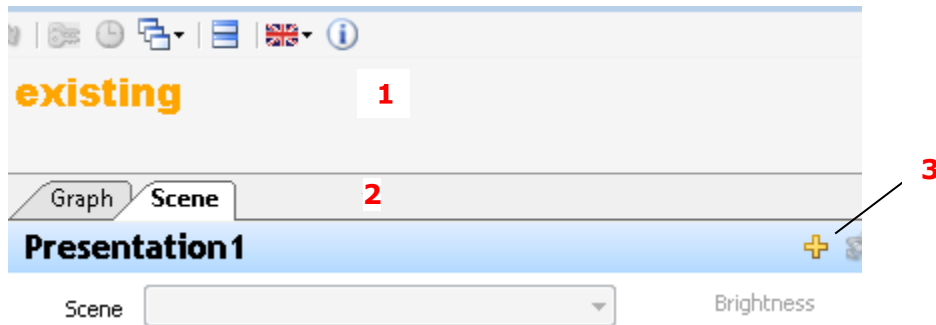 existing
1
Graph Scene
2
3
Presentation1
Scene
Brightness